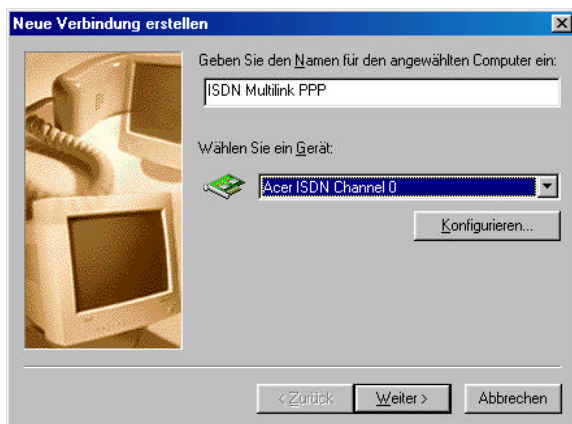 Neue Verbindung erstellen
Geben Sie den Namen für den angewählten Computer ein:
ISDN Multilink PPP
Wählen Sie ein Gerät:
Acer ISDN Channel 0
Konfigurieren...
< Zurück
Weiter >
Abbrechen